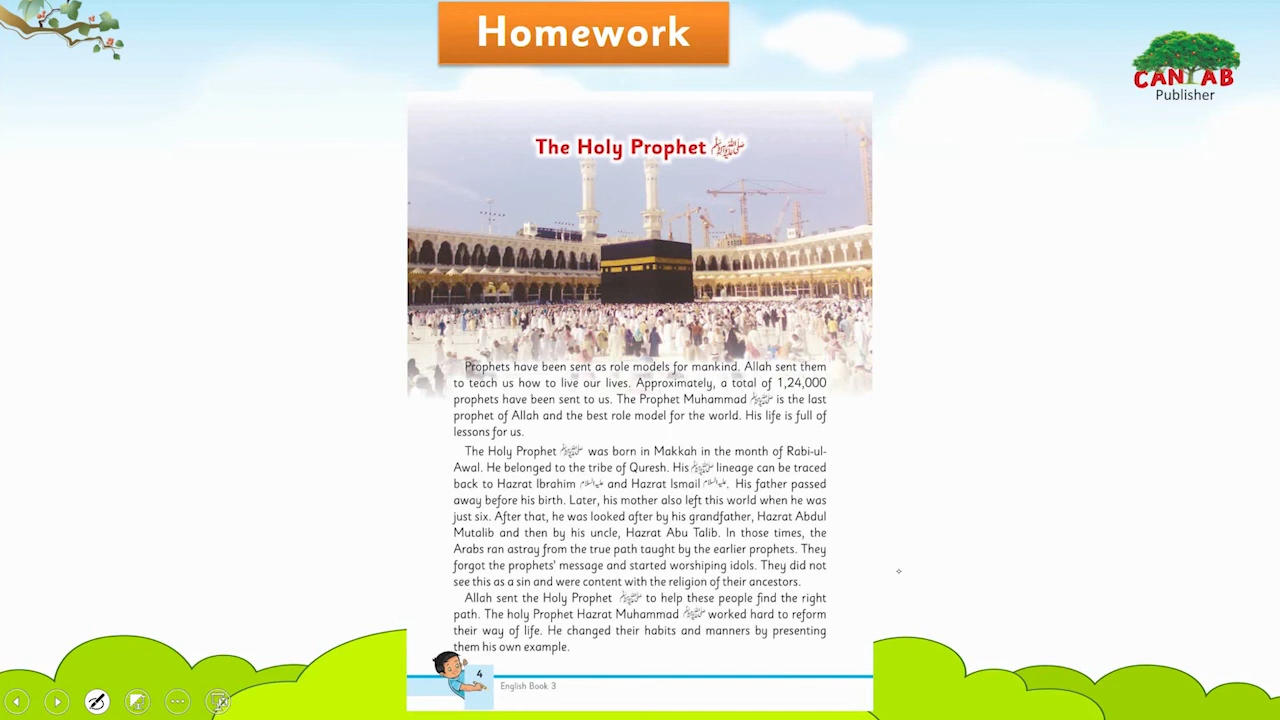 Homework
CANTAB
Publisher
The Holy Prophet ﷺ
Prophets have been sent as role models for mankind. Allah sent them
to teach us how to live our lives. Approximately, a total of 1,24,000
prophets have been sent to us. The Prophet Muhammad ﷺ is the last
prophet of Allah and the best role model for the world. His life is full of
lessons for us.
The Holy Prophet ﷺ was born in Makkah in the month of Rabi-ul-
Awal. He belonged to the tribe of Quresh. His ﷺ lineage can be traced
back to Hazrat Ibrahim عليه السلام and Hazrat Ismail عليه السلام. His father passed
away before his birth. Later, his mother also left this world when he was
just six. After that, he was looked after by his grandfather, Hazrat Abdul
Mutalib and then by his uncle, Hazrat Abu Talib. In those times, the
Arabs ran astray from the true path taught by the earlier prophets. They
forgot the prophets' message and started worshiping idols. They did not
see this as a sin and were content with the religion of their ancestors.
Allah sent the Holy Prophet ﷺ to help these people find the right
path. The holy Prophet Hazrat Muhammad ﷺ worked hard to reform
their way of life. He changed their habits and manners by presenting
them his own example.
4
English Book 3